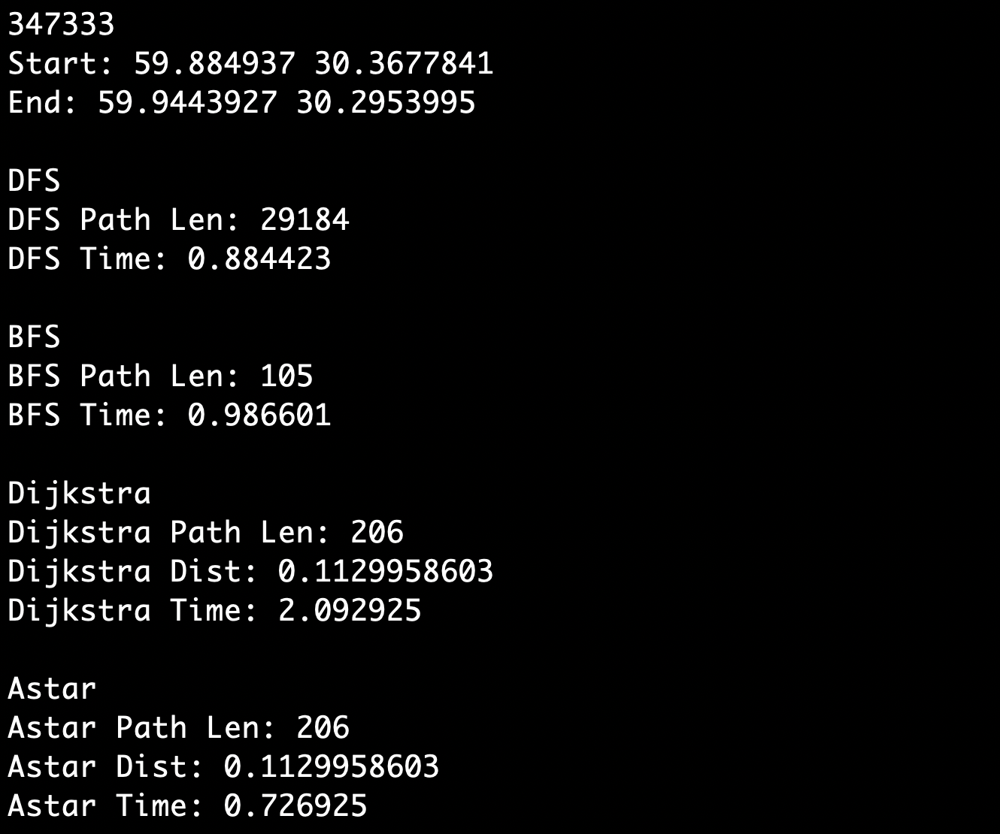 347333
Start: 59.884937 30.3677841
End: 59.9443927 30.2953995
DFS
DFS Path Len: 29184
DFS Time: 0.884423
BFS
BFS Path Len: 105
BFS Time: 0.986601
Dijkstra
Dijkstra Path Len: 206
Dijkstra Dist: 0.1129958603
Dijkstra Time: 2.092925
Astar
Astar Path Len: 206
Astar Dist: 0.1129958603
Astar Time: 0.726925